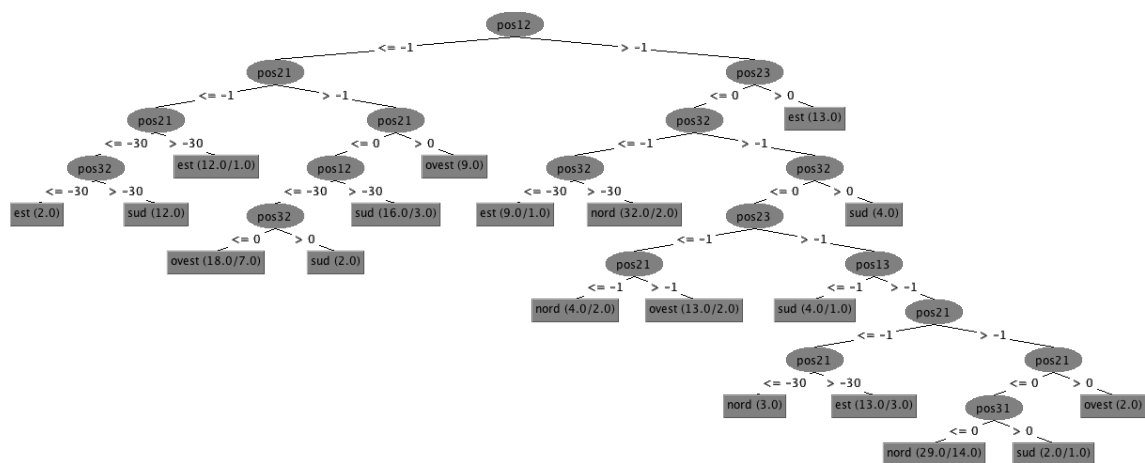 pos12
<= -1 > -1
pos21 pos23
<= -1 > -1 <= 0 > 0
pos21 pos21 pos32 est (13.0)
<= -30 > -30 <= 0 > 0 <= -1 > -1
pos32 est (12.0/1.0) pos12 ovest (9.0) pos32 pos32
<= -30 > -30 <= -30 > -30 <= -30 > -30 <= 0 > 0
est (2.0) sud (12.0) pos32 sud (16.0/3.0) est (9.0/1.0) nord (32.0/2.0) pos23 sud (4.0)
<= 0 > 0 <= -1 > -1
ovest (18.0/7.0) sud (2.0) pos21 pos13
<= -1 > -1 <= -1 > -1
nord (4.0/2.0) ovest (13.0/2.0) sud (4.0/1.0) pos21
<= -1 > -1
pos21 pos21
<= -30 > -30 <= 0 > 0
nord (3.0) est (13.0/3.0) pos31 ovest (2.0)
<= 0 > 0
nord (29.0/14.0) sud (2.0/1.0)